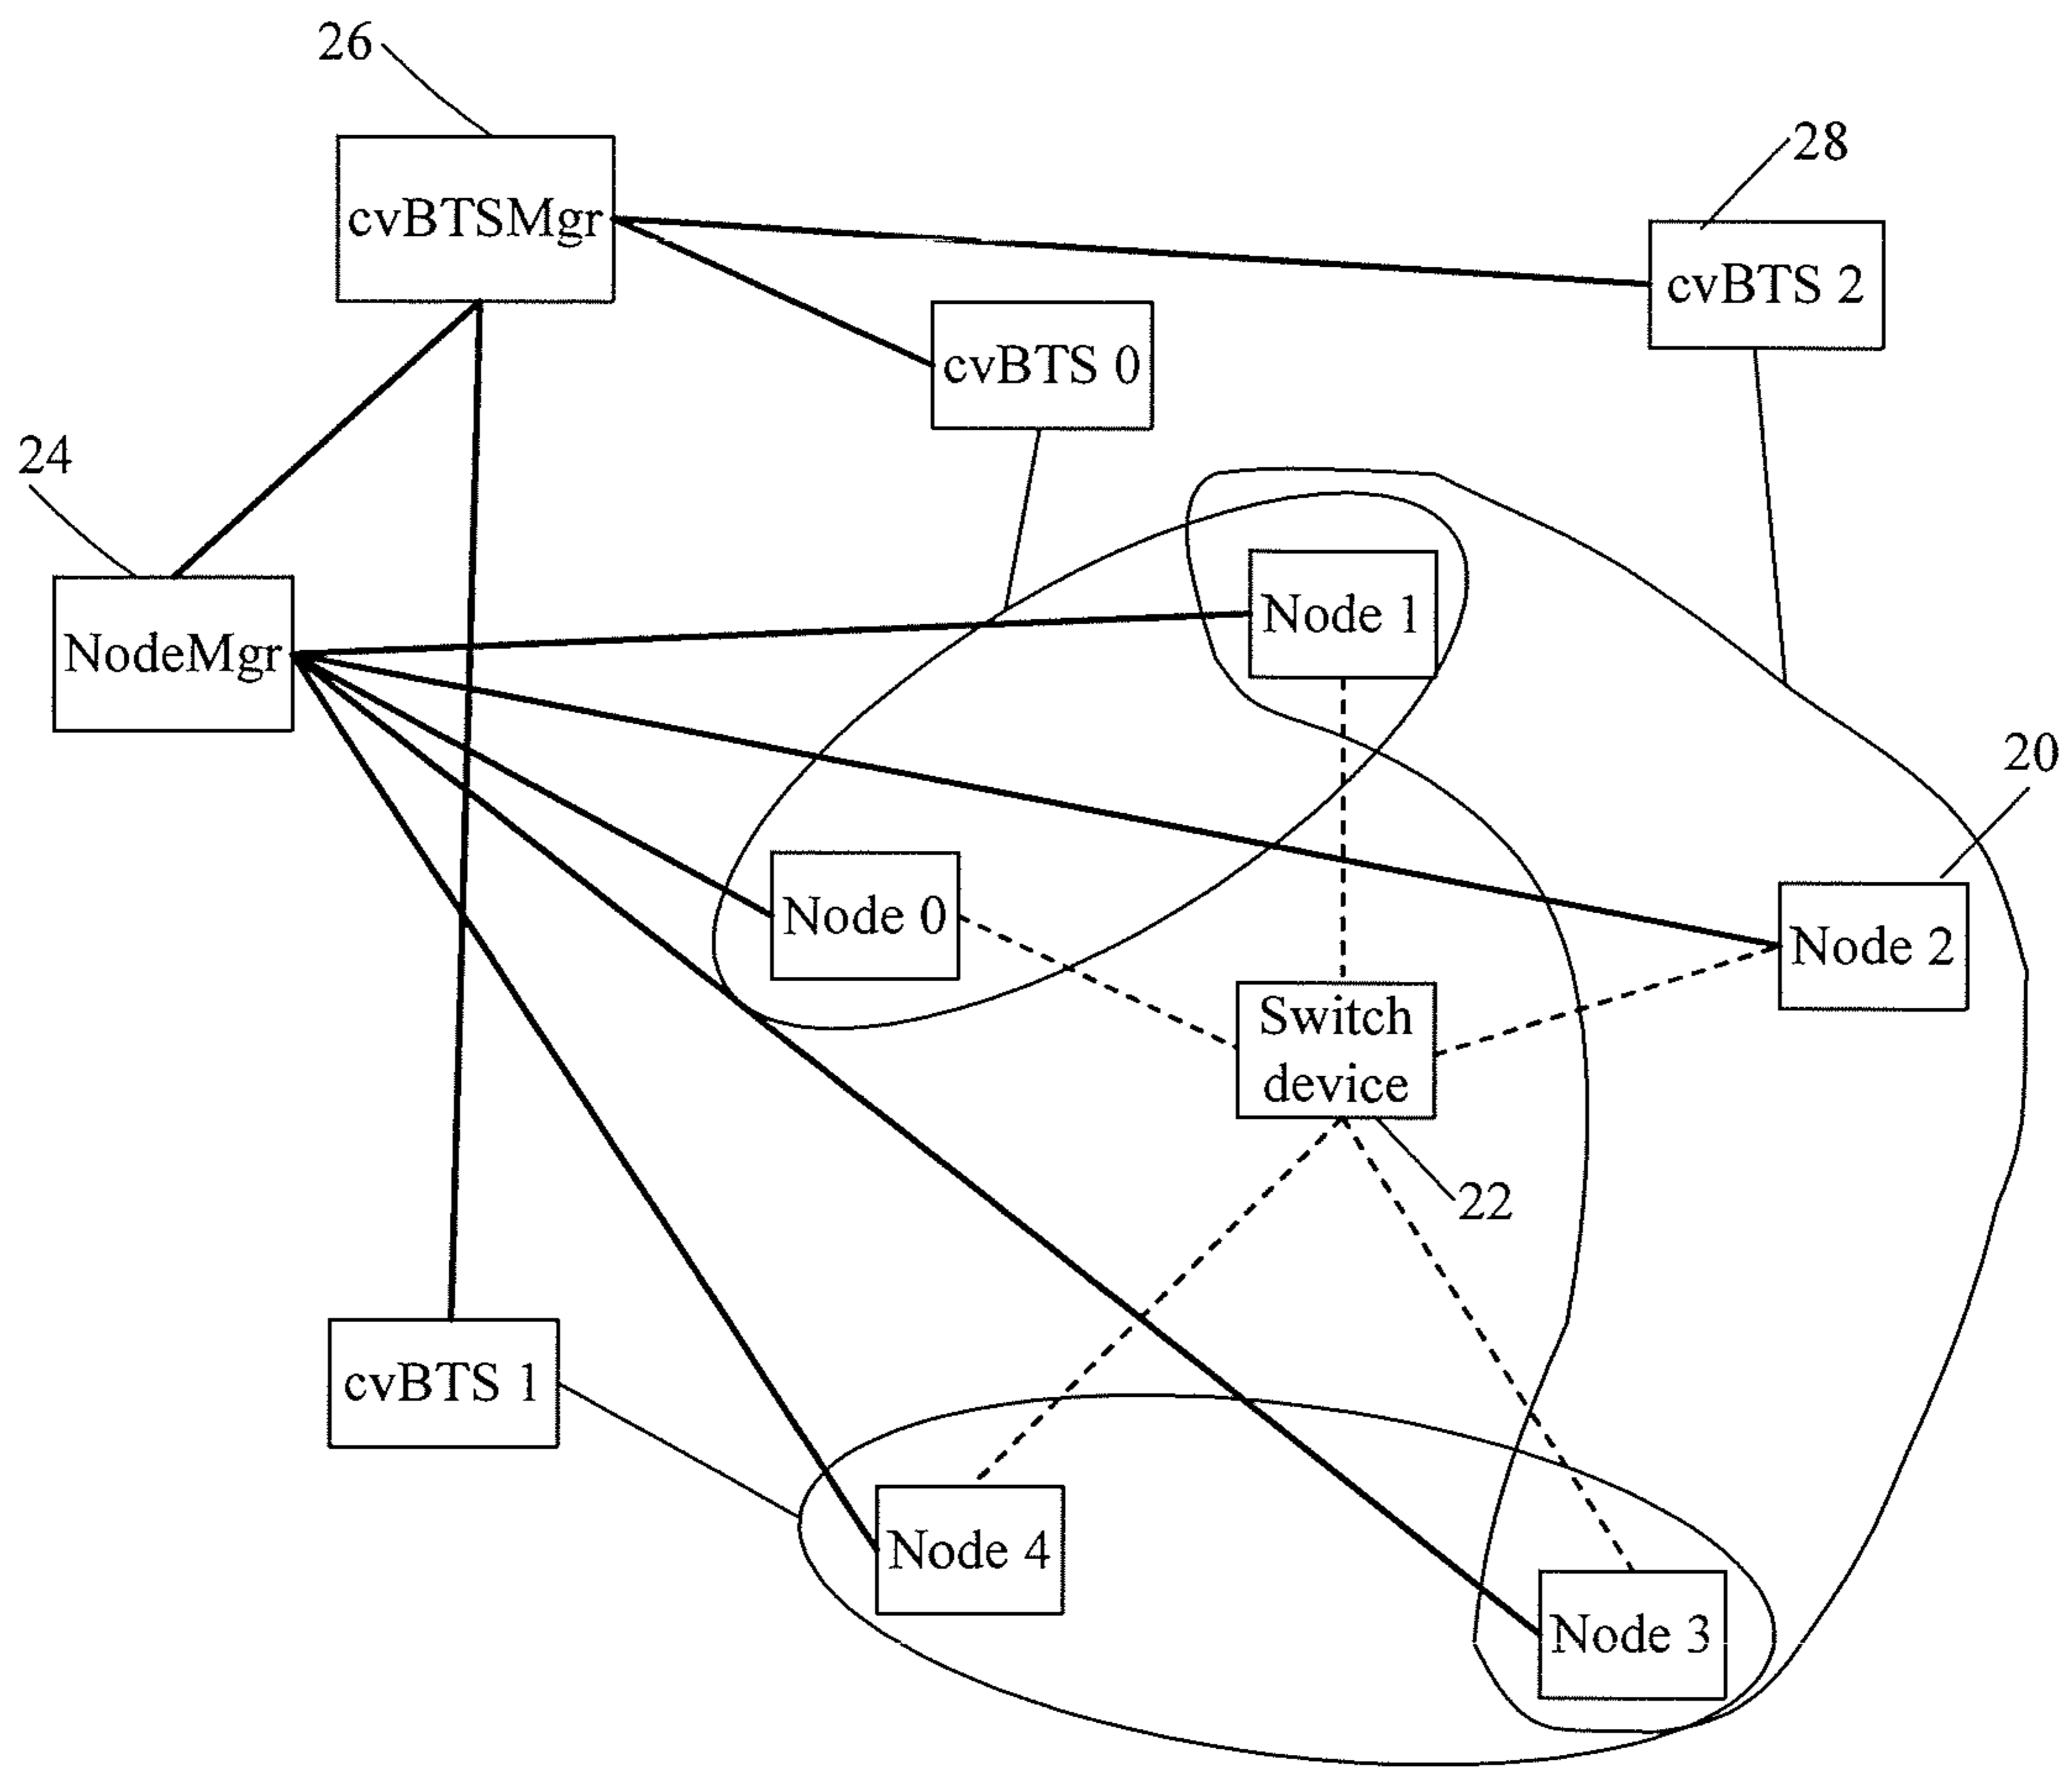 26
28
cvBTSMgr
cvBTS 2
cvBTS 0
24
Node 1
NodeMgr
20
Node 0
Node 2
Switch
device
22
cvBTS 1
Node 4
Node 3